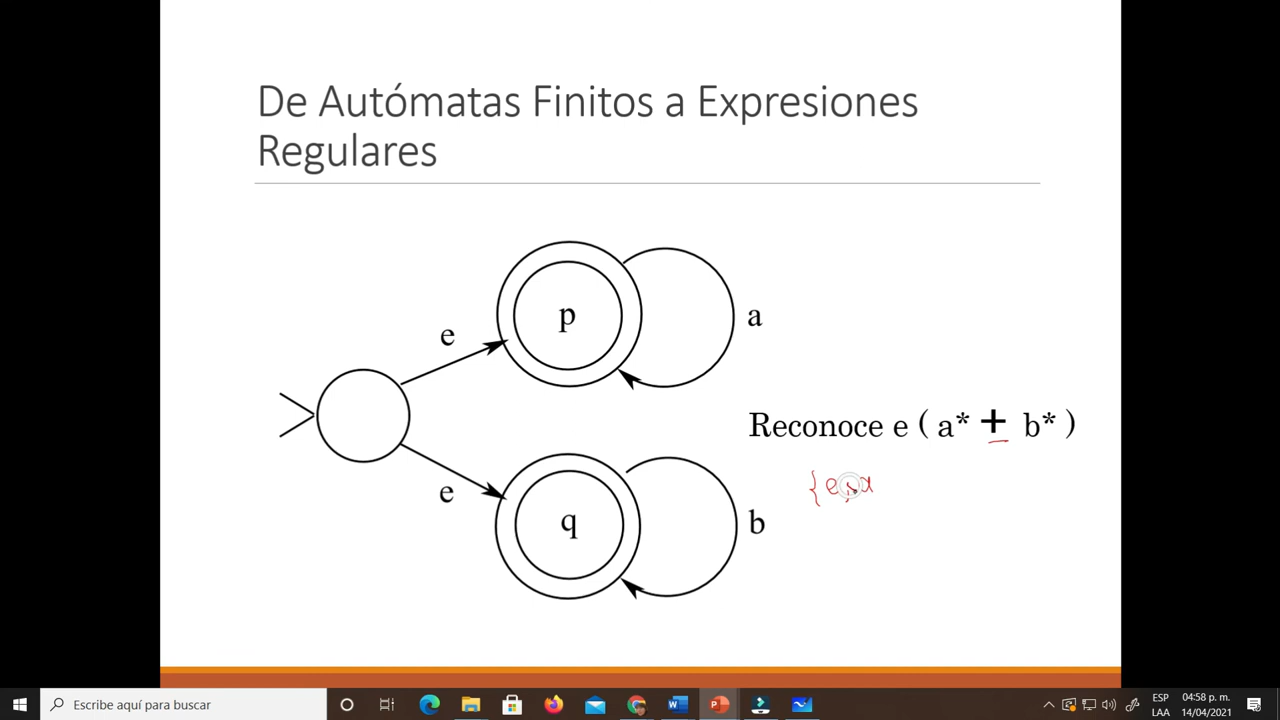 De Autómatas Finitos a Expresiones
Regulares
e
p
a
Reconoce e ( a* + b* )
{e, a
e
q
b
Escribe aquí para buscar
ESP
LAA
04:58 p. m.
14/04/2021